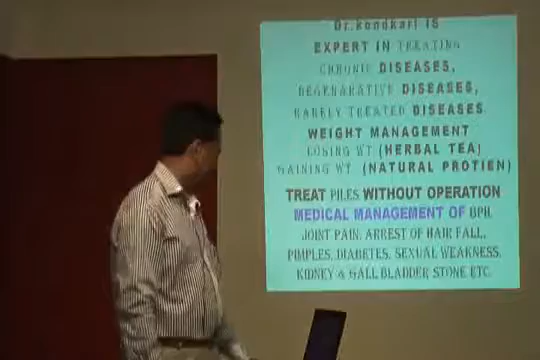 Dr.kondkari IS
EXPERT IN TREATING
CHRONIC DISEASES,
DEGENARATIVE DISEASES,
RARELY TREATED DISEASES
WEIGHT MANAGEMENT
LOSING WT (HERBAL TEA)
GAINING WT (NATURAL PROTIEN)
TREAT PILES WITHOUT OPERATION
MEDICAL MANAGEMENT OF BPH,
JOINT PAIN, ARREST OF HAIR FALL,
PIMPLES, DIABETES, SEXUAL WEAKNESS,
KIDNEY & GALL BLADDER STONE ETC.